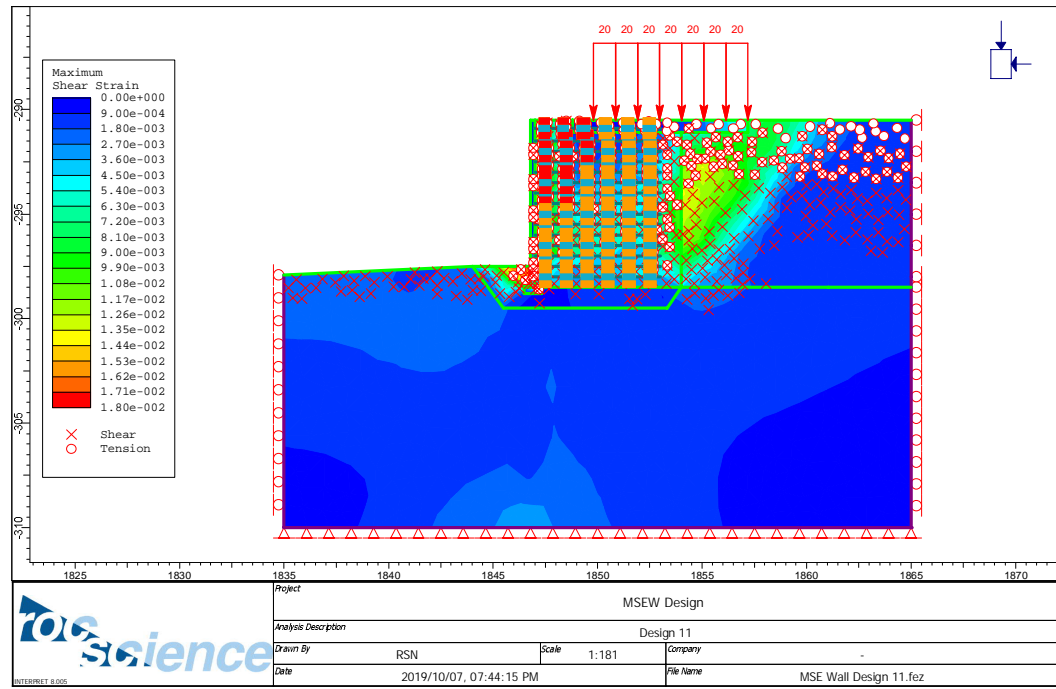 20 20 20 20 20 20 20
Maximum
Shear Strain
0.00e+000
9.00e-004
1.80e-003
2.70e-003
3.60e-003
4.50e-003
5.40e-003
6.30e-003
7.20e-003
8.10e-003
9.00e-003
9.90e-003
1.08e-002
1.17e-002
1.26e-002
1.35e-002
1.44e-002
1.53e-002
1.62e-002
1.71e-002
1.80e-002
Shear
Tension
-290
-295
-300
-305
-310
1825 1830 1835 1840 1845 1850 1855 1860 1865 1870
rocscience
INTERPRET 8.005
Project
MSEW Design
Analysis Description
Design 11
Drawn By
RSN
Scale
1:181
Company
-
Date
2019/10/07, 07:44:15 PM
File Name
MSE Wall Design 11.fez